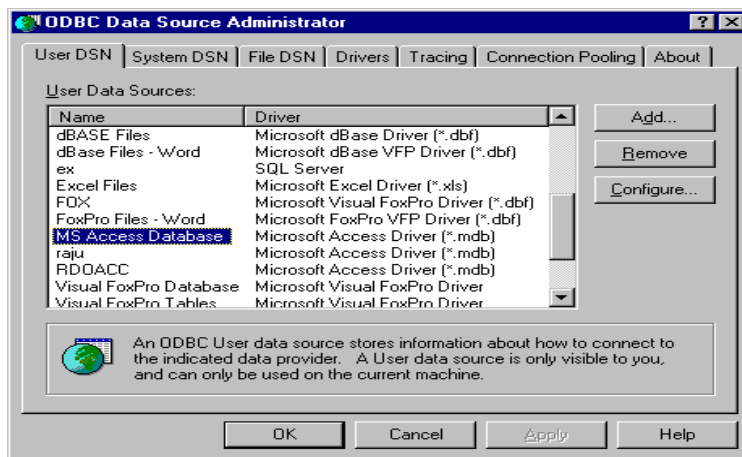 ODBC Data Source Administrator
User DSN System DSN File DSN Drivers Tracing Connection Pooling About
User Data Sources:
Name Driver
dBASE Files Microsoft dBase Driver (*.dbf)
dBase Files - Word Microsoft dBase VFP Driver (*.dbf)
ex SQL Server
Excel Files Microsoft Excel Driver (*.xls)
FOX Microsoft Visual FoxPro Driver (*.dbf)
FoxPro Files - Word Microsoft FoxPro VFP Driver (*.dbf)
MS Access Database Microsoft Access Driver (*.mdb)
raju Microsoft Access Driver (*.mdb)
RDOACC Microsoft Access Driver (*.mdb)
Visual FoxPro Database Microsoft Visual FoxPro Driver
Visual FoxPro Tables Microsoft Visual FoxPro Driver
Add...
Remove
Configure...
An ODBC User data source stores information about how to connect to
the indicated data provider. A User data source is only visible to you,
and can only be used on the current machine.
OK Cancel Apply Help